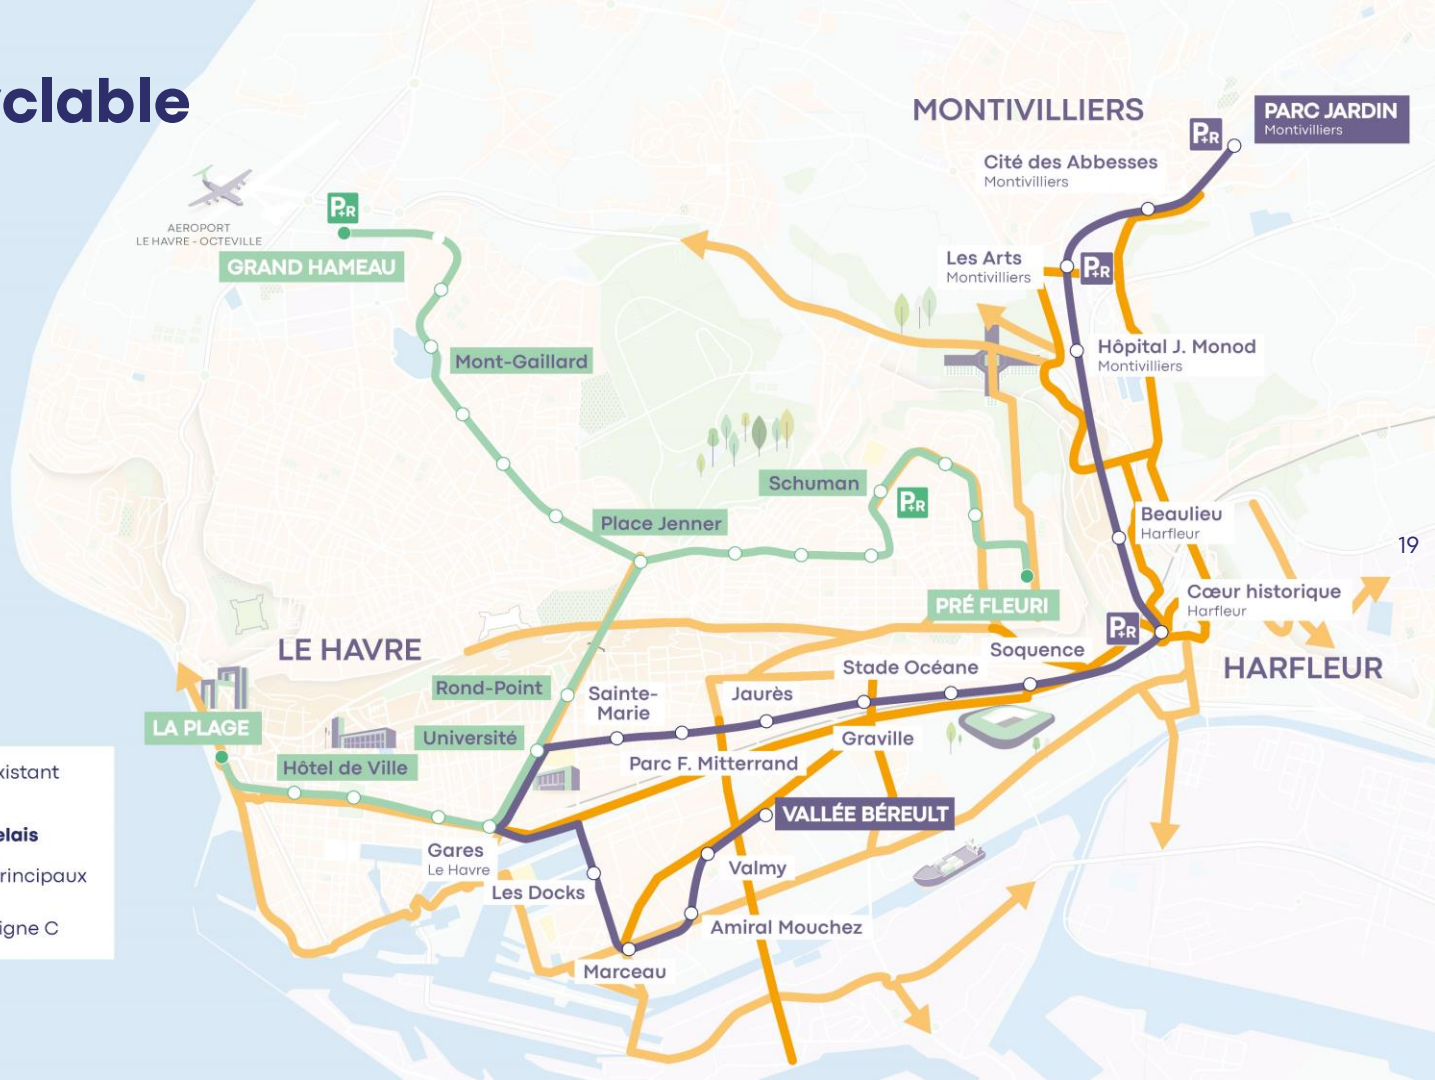 yclable
MONTIVILLIERS
PARC JARDIN
Montivilliers
P+R
Cité des Abbesses
Montivilliers
P+R
AEROPORT
LE HAVRE - OCTEVILLE
GRAND HAMEAU
Les Arts
Montivilliers
P+R
Hôpital J. Monod
Montivilliers
Mont-Gaillard
Schuman
P+R
Place Jenner
Beaulieu
Harfleur
19
PRÉ FLEURI
Cœur historique
Harfleur
P+R
LE HAVRE
Soquence
HARFLEUR
Stade Océane
Rond-Point
Sainte-
Marie
Jaurès
LA PLAGE
Université
Graville
Hôtel de Ville
Parc F. Mitterrand
xistant
VALLÉE BÉREULT
elais
Gares
Le Havre
Valmy
rincipaux
Les Docks
igne C
Amiral Mouchez
Marceau